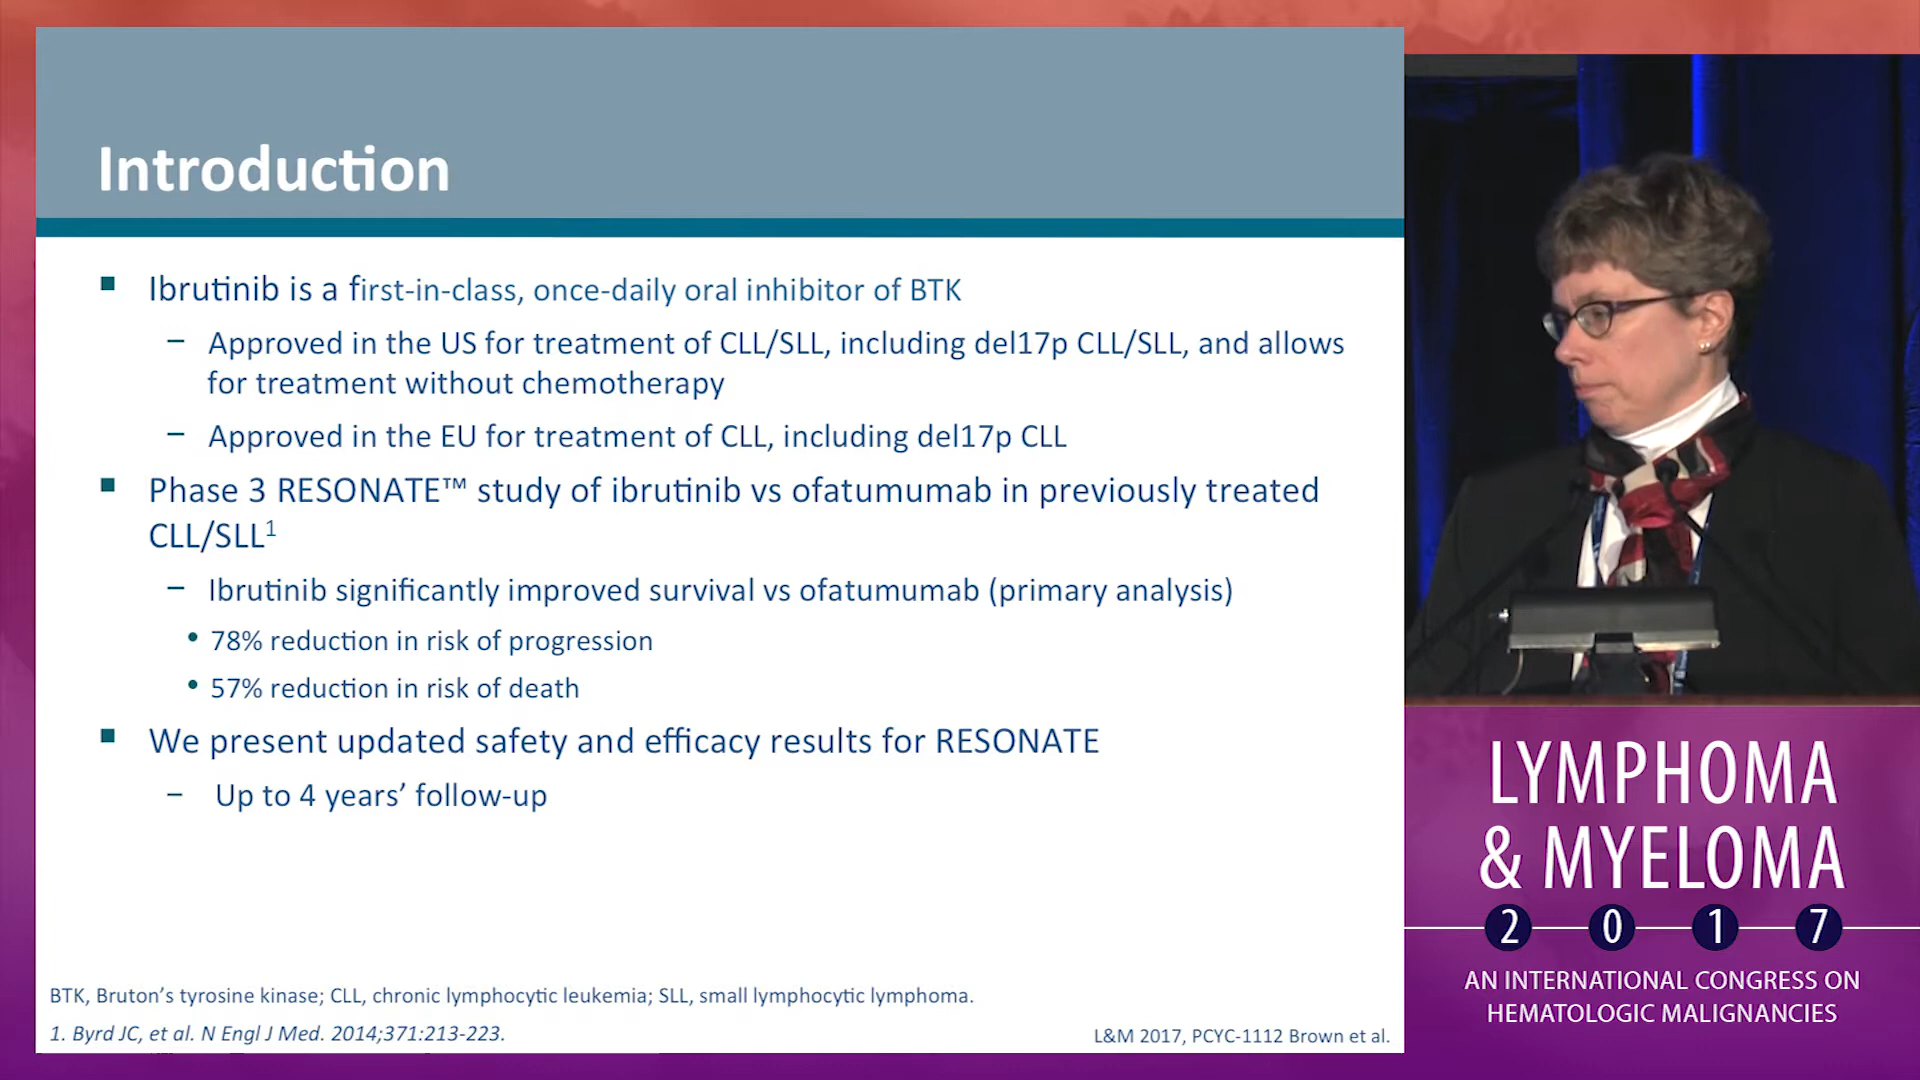 Introduction
▪ Ibrutinib is a first-in-class, once-daily oral inhibitor of BTK
– Approved in the US for treatment of CLL/SLL, including del17p CLL/SLL, and allows
for treatment without chemotherapy
– Approved in the EU for treatment of CLL, including del17p CLL
▪ Phase 3 RESONATE™ study of ibrutinib vs ofatumumab in previously treated
CLL/SLL¹
– Ibrutinib significantly improved survival vs ofatumumab (primary analysis)
• 78% reduction in risk of progression
• 57% reduction in risk of death
▪ We present updated safety and efficacy results for RESONATE
– Up to 4 years’ follow-up
BTK, Bruton’s tyrosine kinase; CLL, chronic lymphocytic leukemia; SLL, small lymphocytic lymphoma.
1. Byrd JC, et al. N Engl J Med. 2014;371:213-223.
L&M 2017, PCYC-1112 Brown et al.
LYMPHOMA
& MYELOMA
2 0 1 7
AN INTERNATIONAL CONGRESS ON
HEMATOLOGIC MALIGNANCIES